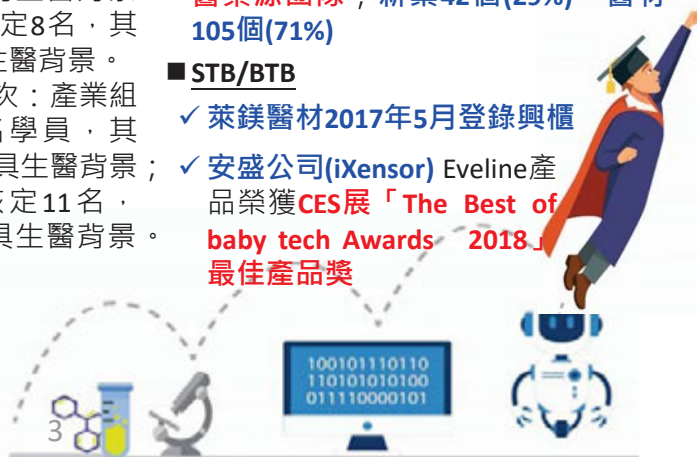 定8名，其
生醫背景。
次：產業組
名學員，其
具生醫背景；
核定11名，
具生醫背景。
醫藥源團隊；新藥42個(29%)、醫材
105個(71%)
■ STB/BTB
✓ 萊鎂醫材2017年5月登錄興櫃
✓ 安盛公司(iXensor) Eveline產
品榮獲CES展「The Best of
baby tech Awards 2018」
最佳產品獎
100101110110
110101010100
011110000101
3